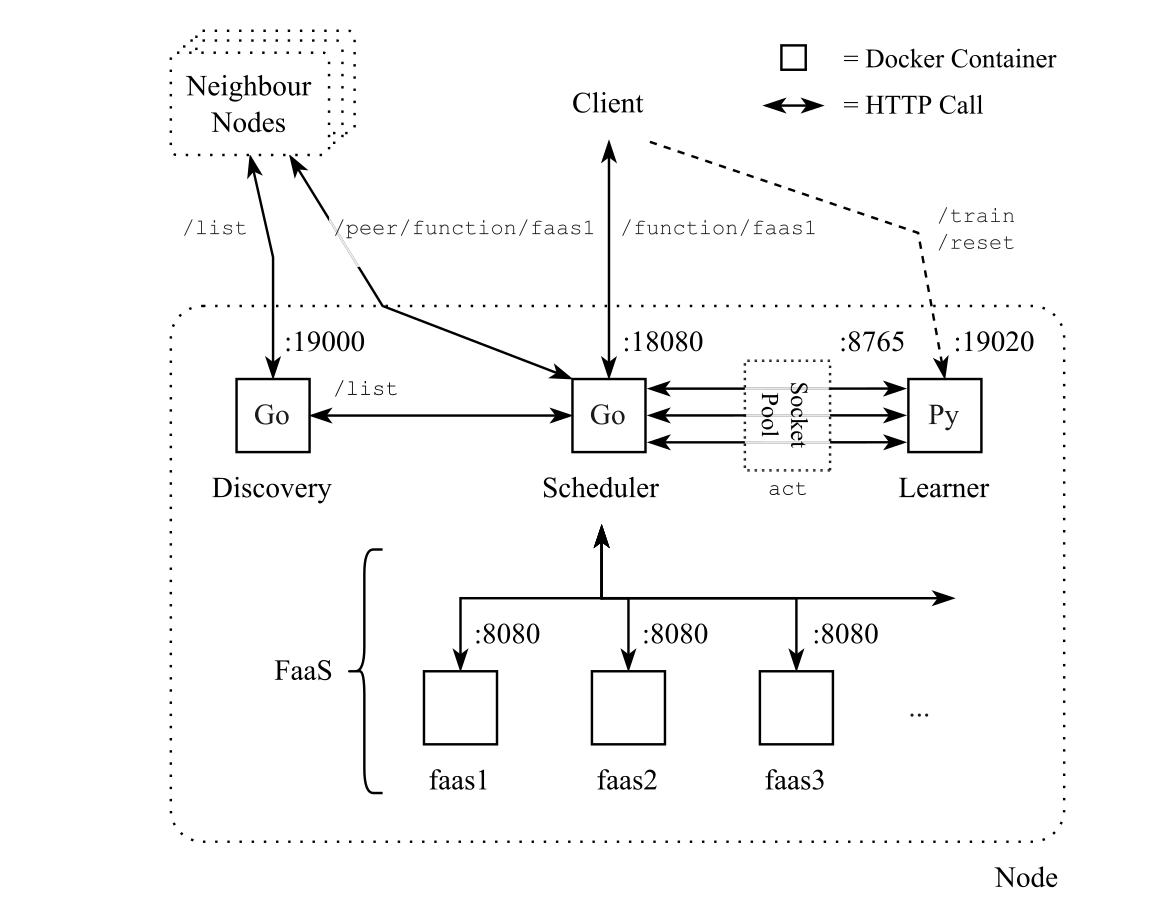 Neighbour
Nodes
= Docker Container
= HTTP Call
Client
/list
/peer/function/faas1
/function/faas1
/train
/reset
:19000
:18080
:8765
:19020
/list
Go
Go
Socket
Pool
Py
Discovery
Scheduler
act
Learner
FaaS
:8080
:8080
:8080
...
faas1
faas2
faas3
Node